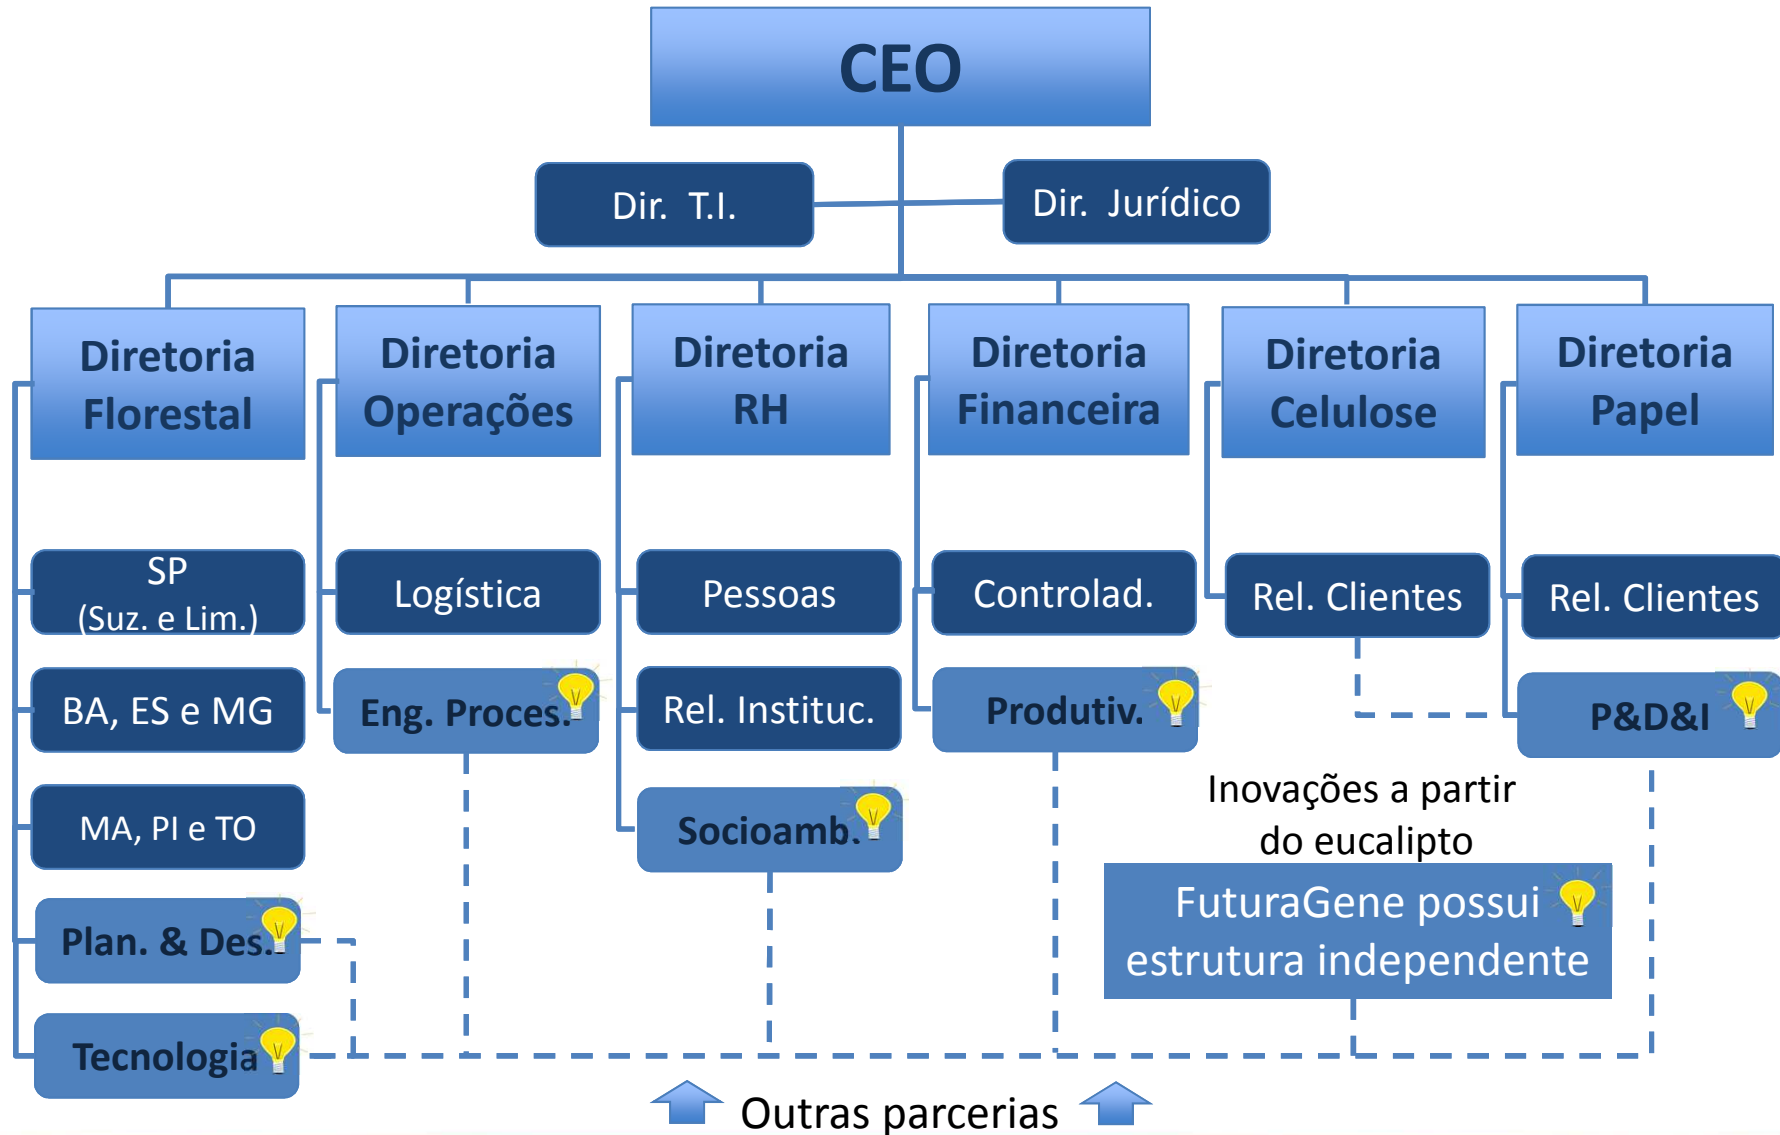 CEO
Dir. T.I.
Dir. Jurídico
Diretoria
Florestal
Diretoria
Operações
Diretoria
RH
Diretoria
Financeira
Diretoria
Celulose
Diretoria
Papel
SP
(Suz. e Lim.)
Logística
Pessoas
Controlad.
Rel. Clientes
Rel. Clientes
BA, ES e MG
Eng. Proces.
Rel. Instituc.
Produtiv.
P&D&I
MA, PI e TO
Socioamb.
Inovações a partir
do eucalipto
FuturaGene possui
estrutura independente
Plan. & Des.
Tecnologia
Outras parcerias